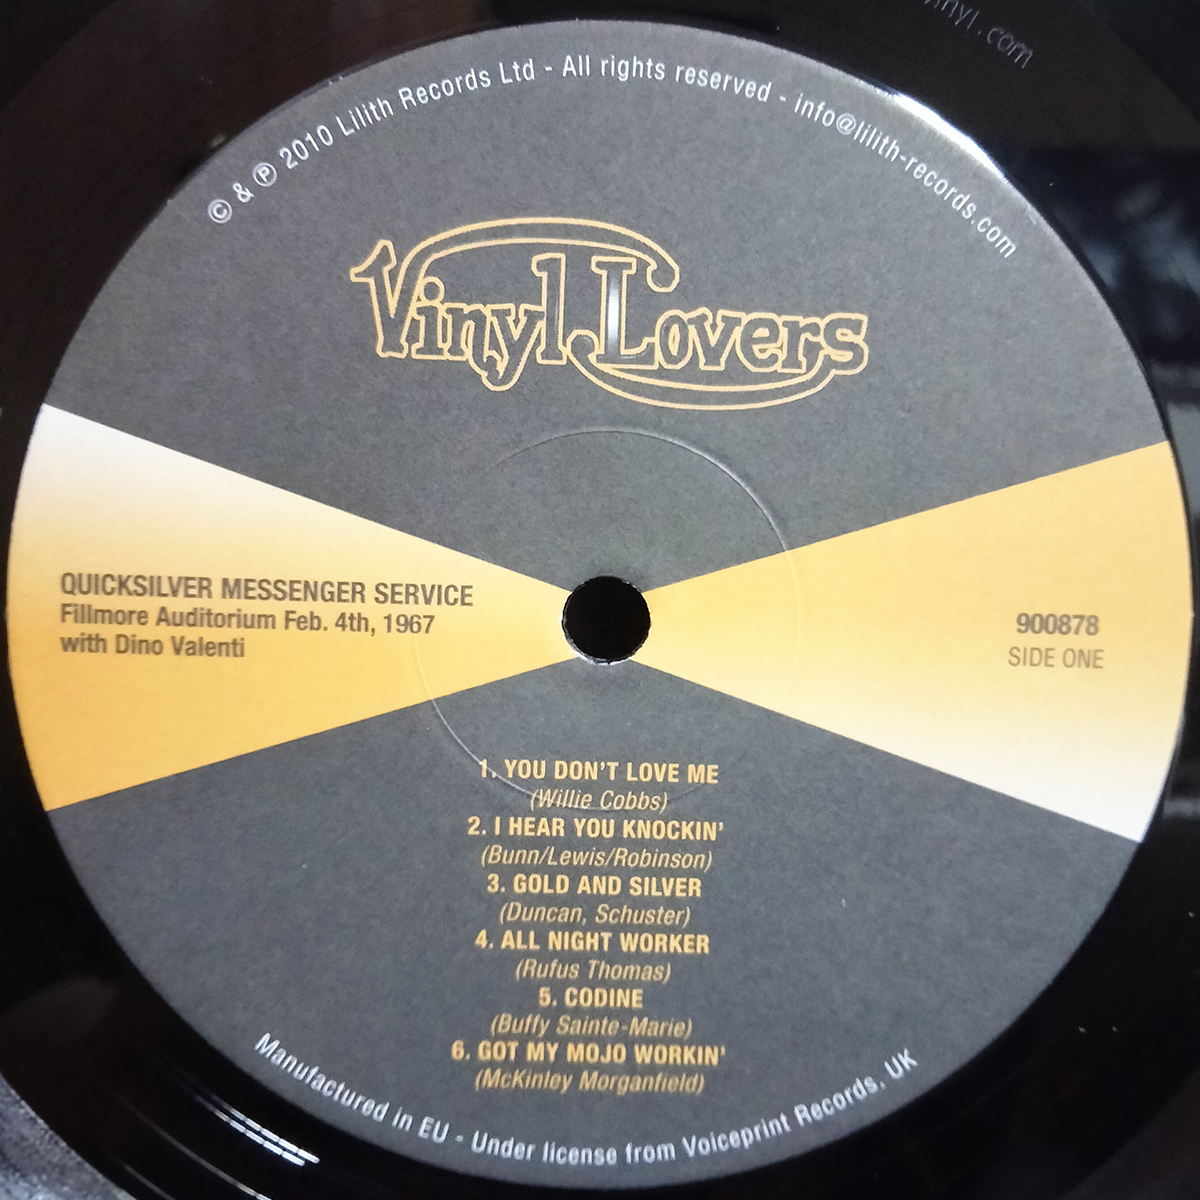 © & ℗ 2010 Lilith Records Ltd - All rights reserved - info@lilith-records.com
Vinyl Lovers
QUICKSILVER MESSENGER SERVICE
Fillmore Auditorium Feb. 4th, 1967
with Dino Valenti
900878
SIDE ONE
1. YOU DON'T LOVE ME
(Willie Cobbs)
2. I HEAR YOU KNOCKIN'
(Bunn/Lewis/Robinson)
3. GOLD AND SILVER
(Duncan, Schuster)
4. ALL NIGHT WORKER
(Rufus Thomas)
5. CODINE
(Buffy Sainte-Marie)
6. GOT MY MOJO WORKIN'
(McKinley Morganfield)
Manufactured in EU - Under license from Voiceprint Records, UK